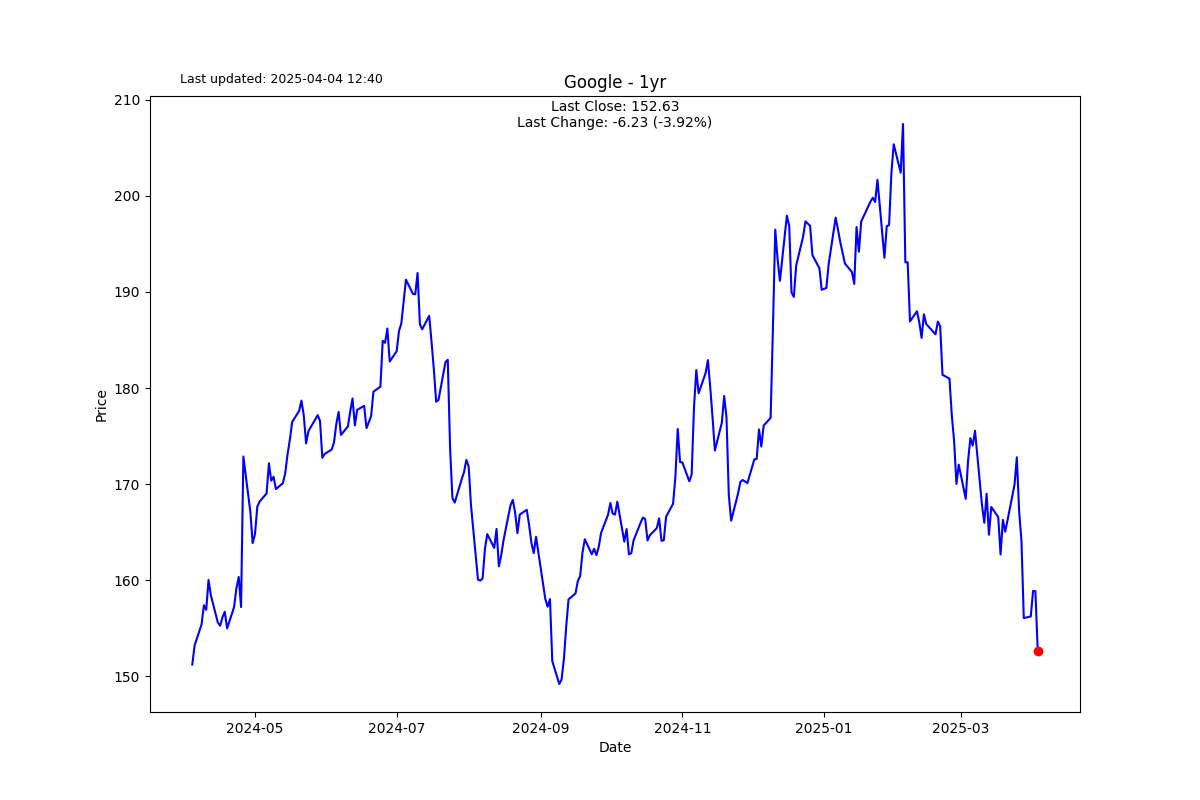 Last updated: 2025-04-04 12:40
Google - 1yr
Last Close: 152.63
Last Change: -6.23 (-3.92%)
210
200
190
180
170
160
150
Price
2024-05
2024-07
2024-09
2024-11
2025-01
2025-03
Date